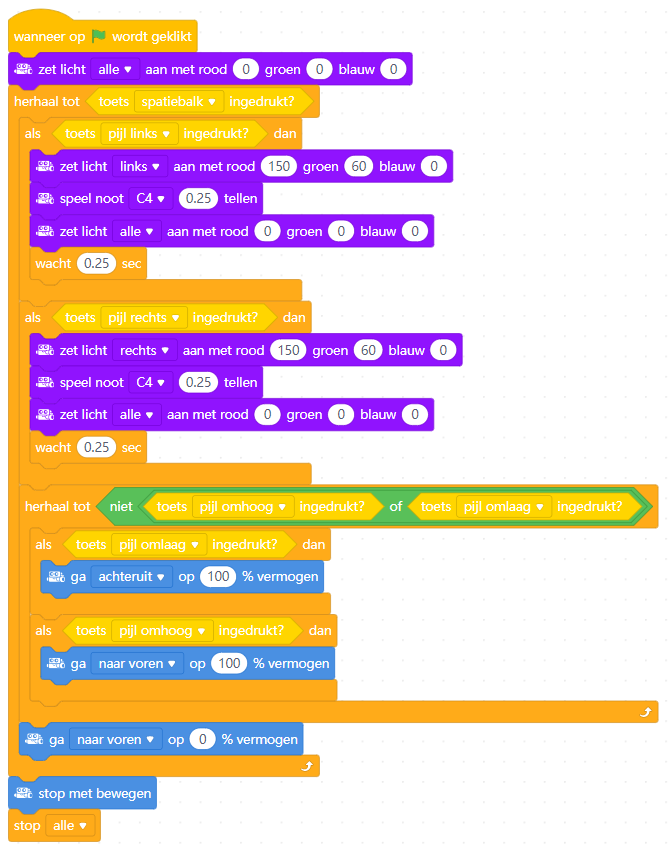 wanneer op wordt geklikt
zet licht alle aan met rood 0 groen 0 blauw 0
herhaal tot toets spatiebalk ingedrukt?
als toets pijl links ingedrukt? dan
zet licht links aan met rood 150 groen 60 blauw 0
speel noot C4 0.25 tellen
zet licht alle aan met rood 0 groen 0 blauw 0
wacht 0.25 sec
als toets pijl rechts ingedrukt? dan
zet licht rechts aan met rood 150 groen 60 blauw 0
speel noot C4 0.25 tellen
zet licht alle aan met rood 0 groen 0 blauw 0
wacht 0.25 sec
herhaal tot niet toets pijl omhoog ingedrukt? of toets pijl omlaag ingedrukt?
als toets pijl omlaag ingedrukt? dan
ga achteruit op 100 % vermogen
als toets pijl omhoog ingedrukt? dan
ga naar voren op 100 % vermogen
ga naar voren op 0 % vermogen
stop met bewegen
stop alle